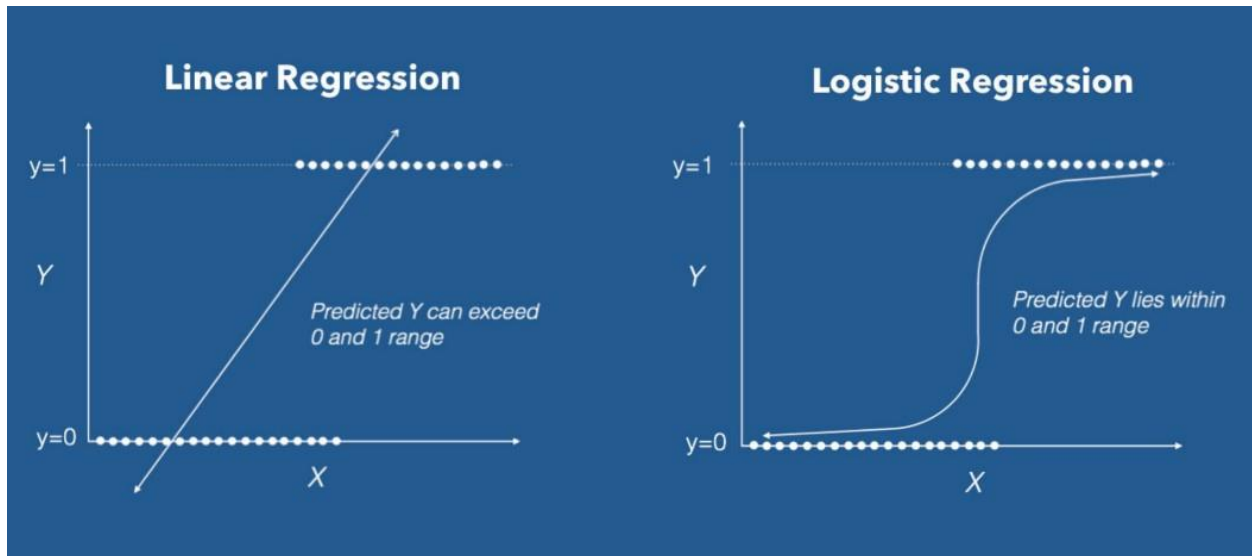 Linear Regression
y=1
Y
Predicted Y can exceed
0 and 1 range
y=0
X
Logistic Regression
y=1
Y
Predicted Y lies within
0 and 1 range
y=0
X